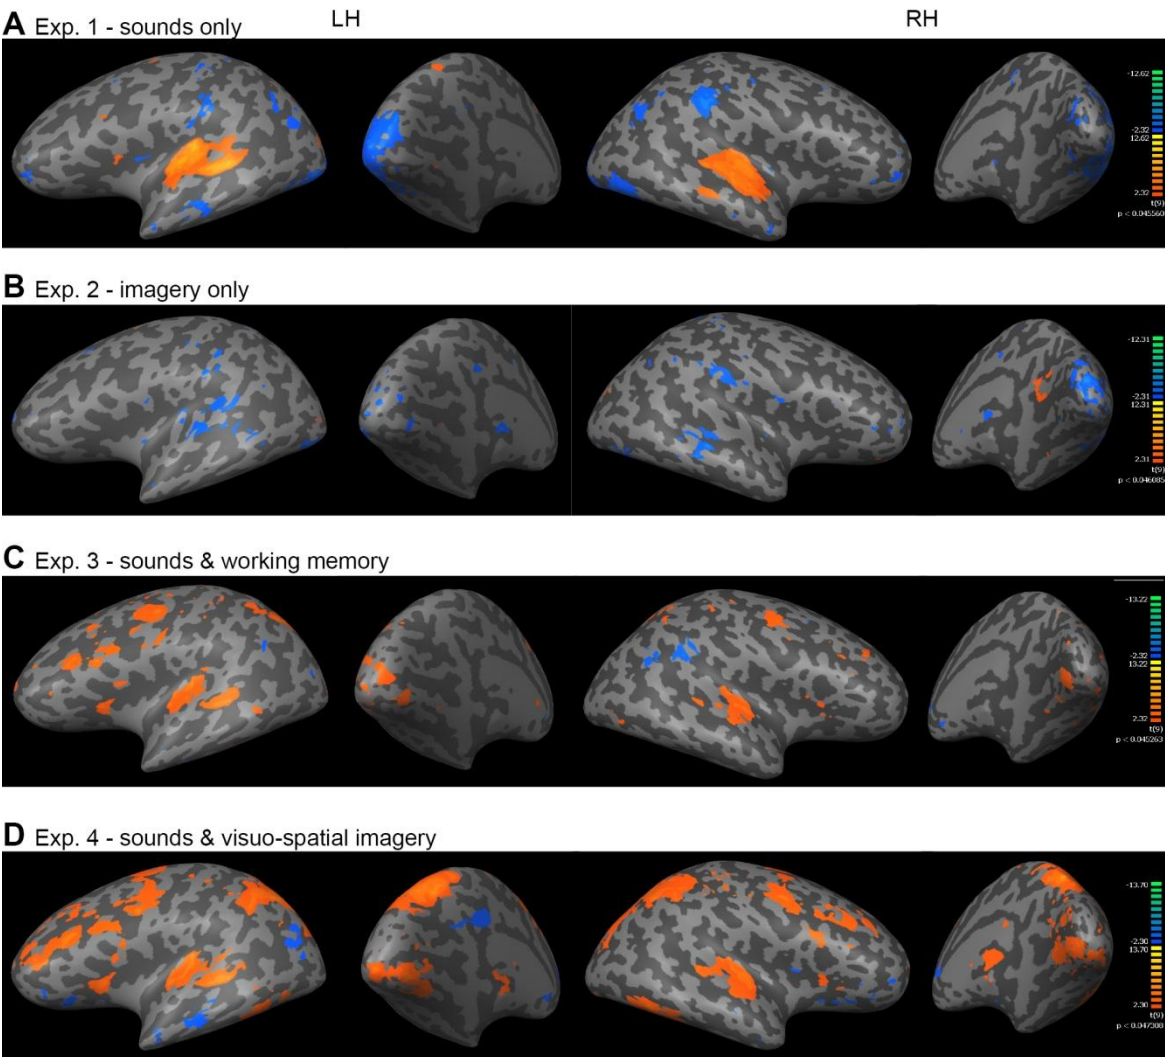 A Exp. 1 - sounds only
LH
RH
-12.62
-2.32
12.62
2.32
t(9)
p < 0.045560
B Exp. 2 - imagery only
-12.31
-2.31
12.31
2.31
t(9)
p < 0.046085
C Exp. 3 - sounds & working memory
-13.22
-2.32
13.22
2.32
t(9)
p < 0.045263
D Exp. 4 - sounds & visuo-spatial imagery
-13.70
-2.30
13.70
2.30
t(9)
p < 0.047308